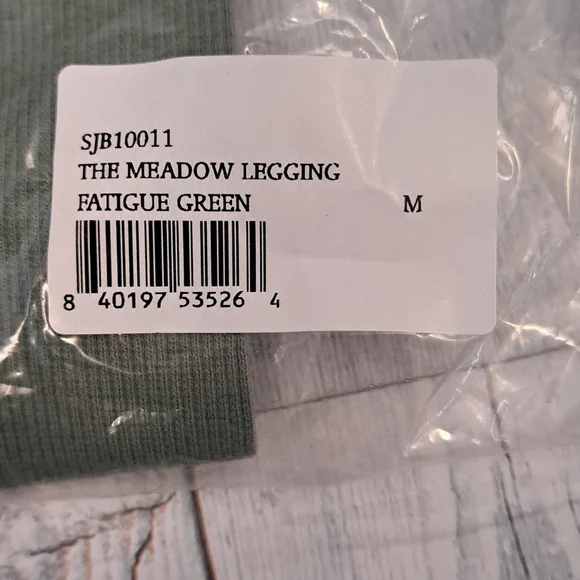 SJB10011
THE MEADOW LEGGING
FATIGUE GREEN M
8 40197 53526 4